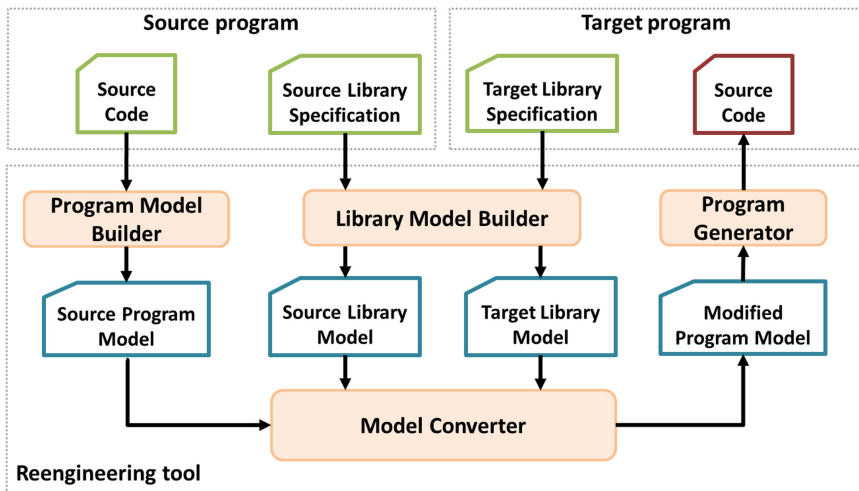 Source program
Target program
Source
Code
Source Library
Specification
Target Library
Specification
Source
Code
Program Model
Builder
Library Model Builder
Program
Generator
Source Program
Model
Source Library
Model
Target Library
Model
Modified
Program Model
Model Converter
Reengineering tool